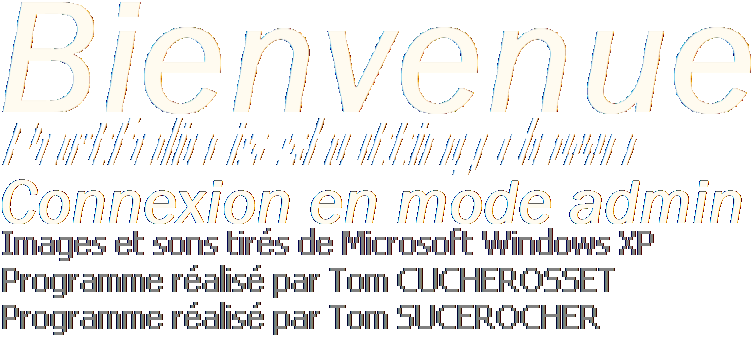 Bienvenue
Connexion en mode admin
Images et sons tirés de Microsoft Windows XP
Programme réalisé par Tom CUCHEROSSET
Programme réalisé par Tom SUCEROCHER